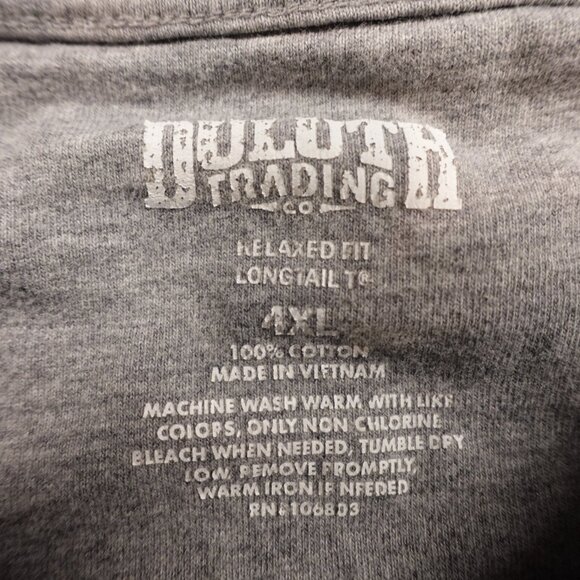 DULUTH
TRADING
CO
RELAXED FIT
LONGTAIL T®
4XL
100% COTTON
MADE IN VIETNAM
MACHINE WASH WARM WITH LIKE
COLORS, ONLY NON CHLORINE
BLEACH WHEN NEEDED, TUMBLE DRY
LOW, REMOVE PROMPTLY,
WARM IRON IF NEEDED
RN#106803